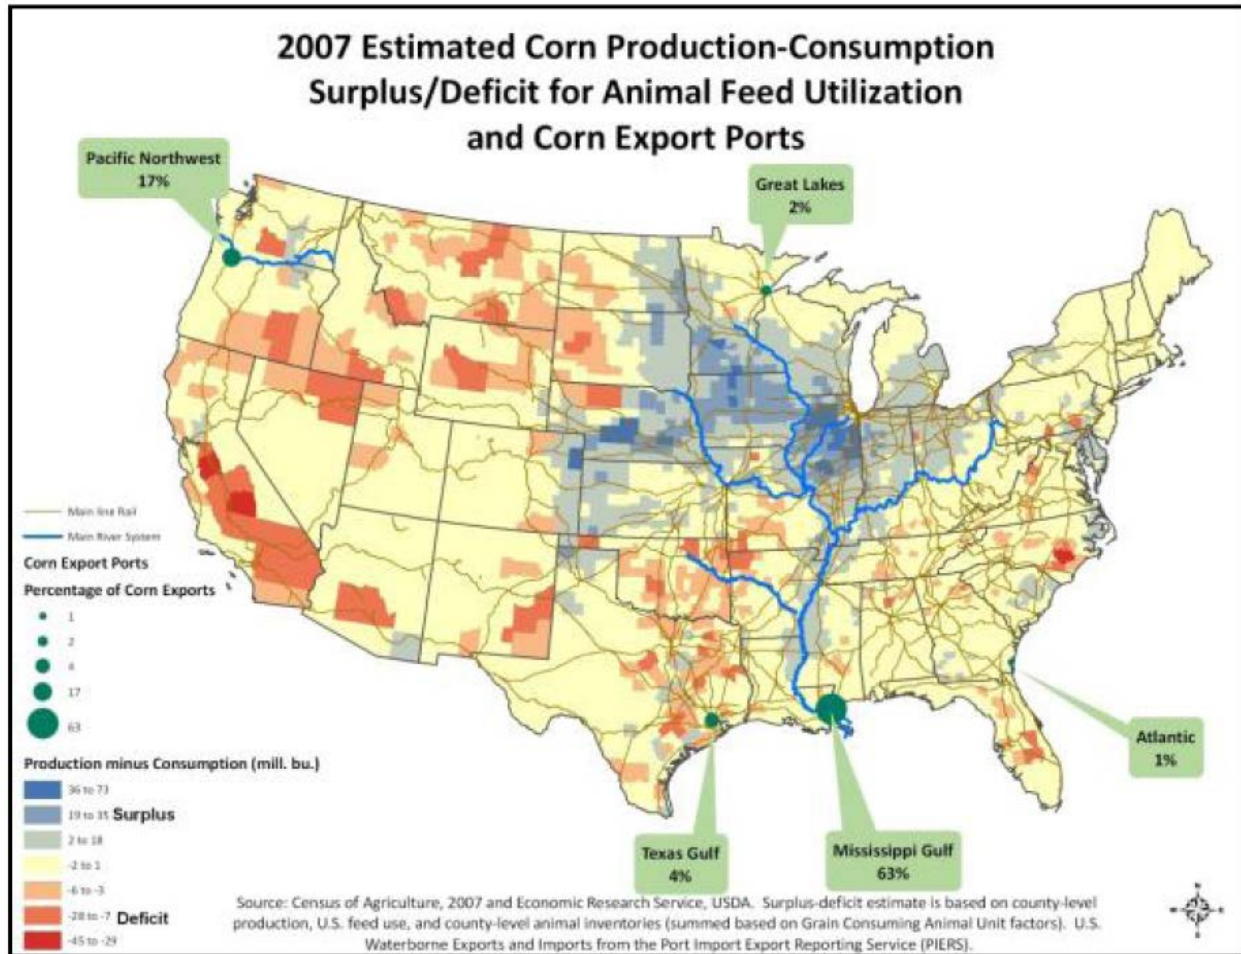 2007 Estimated Corn Production-Consumption
Surplus/Deficit for Animal Feed Utilization
and Corn Export Ports
Pacific Northwest
17%
Great Lakes
2%
Main line Rail
Main River System
Corn Export Ports
Percentage of Corn Exports
1
2
4
17
63
Production minus Consumption (mill. bu.)
36 to 73
19 to 35 Surplus
2 to 18
-2 to 1
-6 to -3
-28 to -7 Deficit
-45 to -29
Atlantic
1%
Texas Gulf
4%
Mississippi Gulf
63%
Source: Census of Agriculture, 2007 and Economic Research Service, USDA. Surplus-deficit estimate is based on county-level
production, U.S. feed use, and county-level animal inventories (summed based on Grain Consuming Animal Unit factors). U.S.
Waterborne Exports and Imports from the Port Import Export Reporting Service (PIERS).